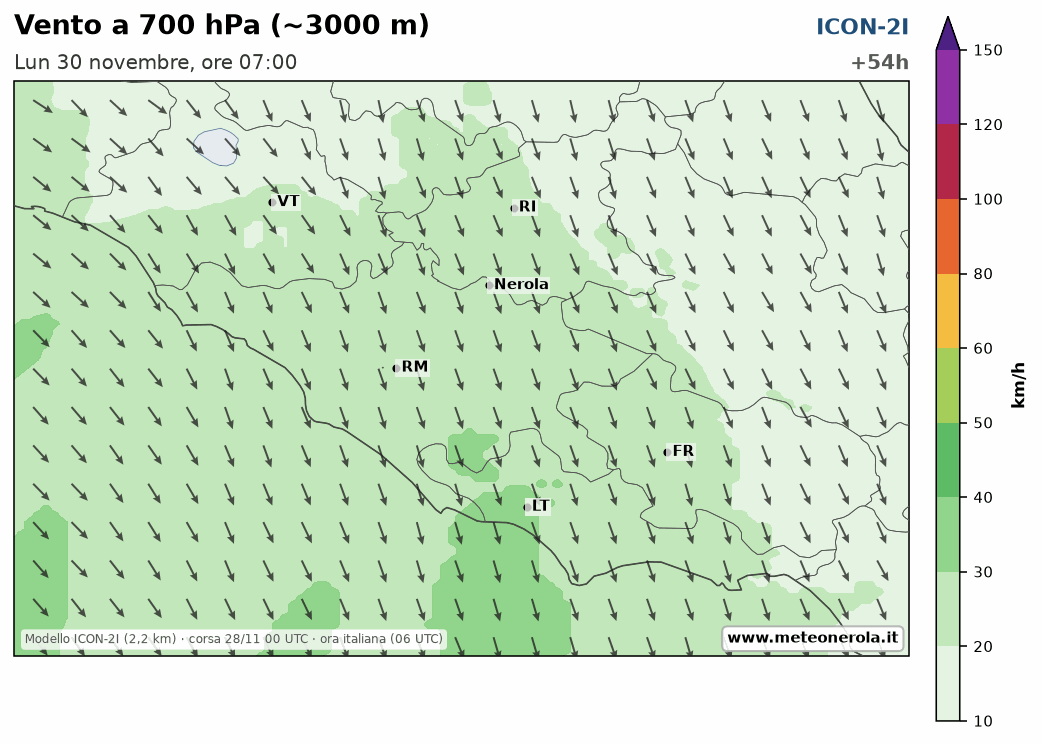 Vento a 700 hPa (~3000 m)
ICON-2I
Lun 30 novembre, ore 07:00
+54h
150
120
100
80
60
50
40
30
20
10
km/h
VT
RI
Nerola
RM
FR
LT
Modello ICON-2I (2,2 km) · corsa 28/11 00 UTC · ora italiana (06 UTC)
www.meteonerola.it